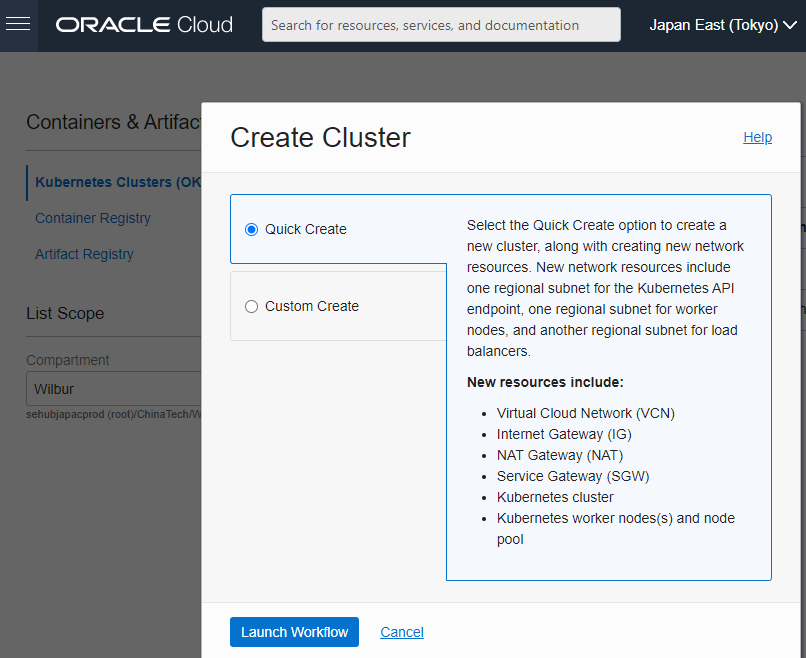 ORACLE Cloud
Search for resources, services, and documentation
Japan East (Tokyo)
Containers & Artifac
Kubernetes Clusters (OK
Container Registry
Artifact Registry
List Scope
Compartment
Wilbur
sehubjapacprod (root)/ChinaTech/W
Create Cluster
Help
Quick Create
Custom Create
Select the Quick Create option to create a
new cluster, along with creating new network
resources. New network resources include
one regional subnet for the Kubernetes API
endpoint, one regional subnet for worker
nodes, and another regional subnet for load
balancers.
New resources include:
• Virtual Cloud Network (VCN)
• Internet Gateway (IG)
• NAT Gateway (NAT)
• Service Gateway (SGW)
• Kubernetes cluster
• Kubernetes worker nodes(s) and node
pool
Launch Workflow
Cancel